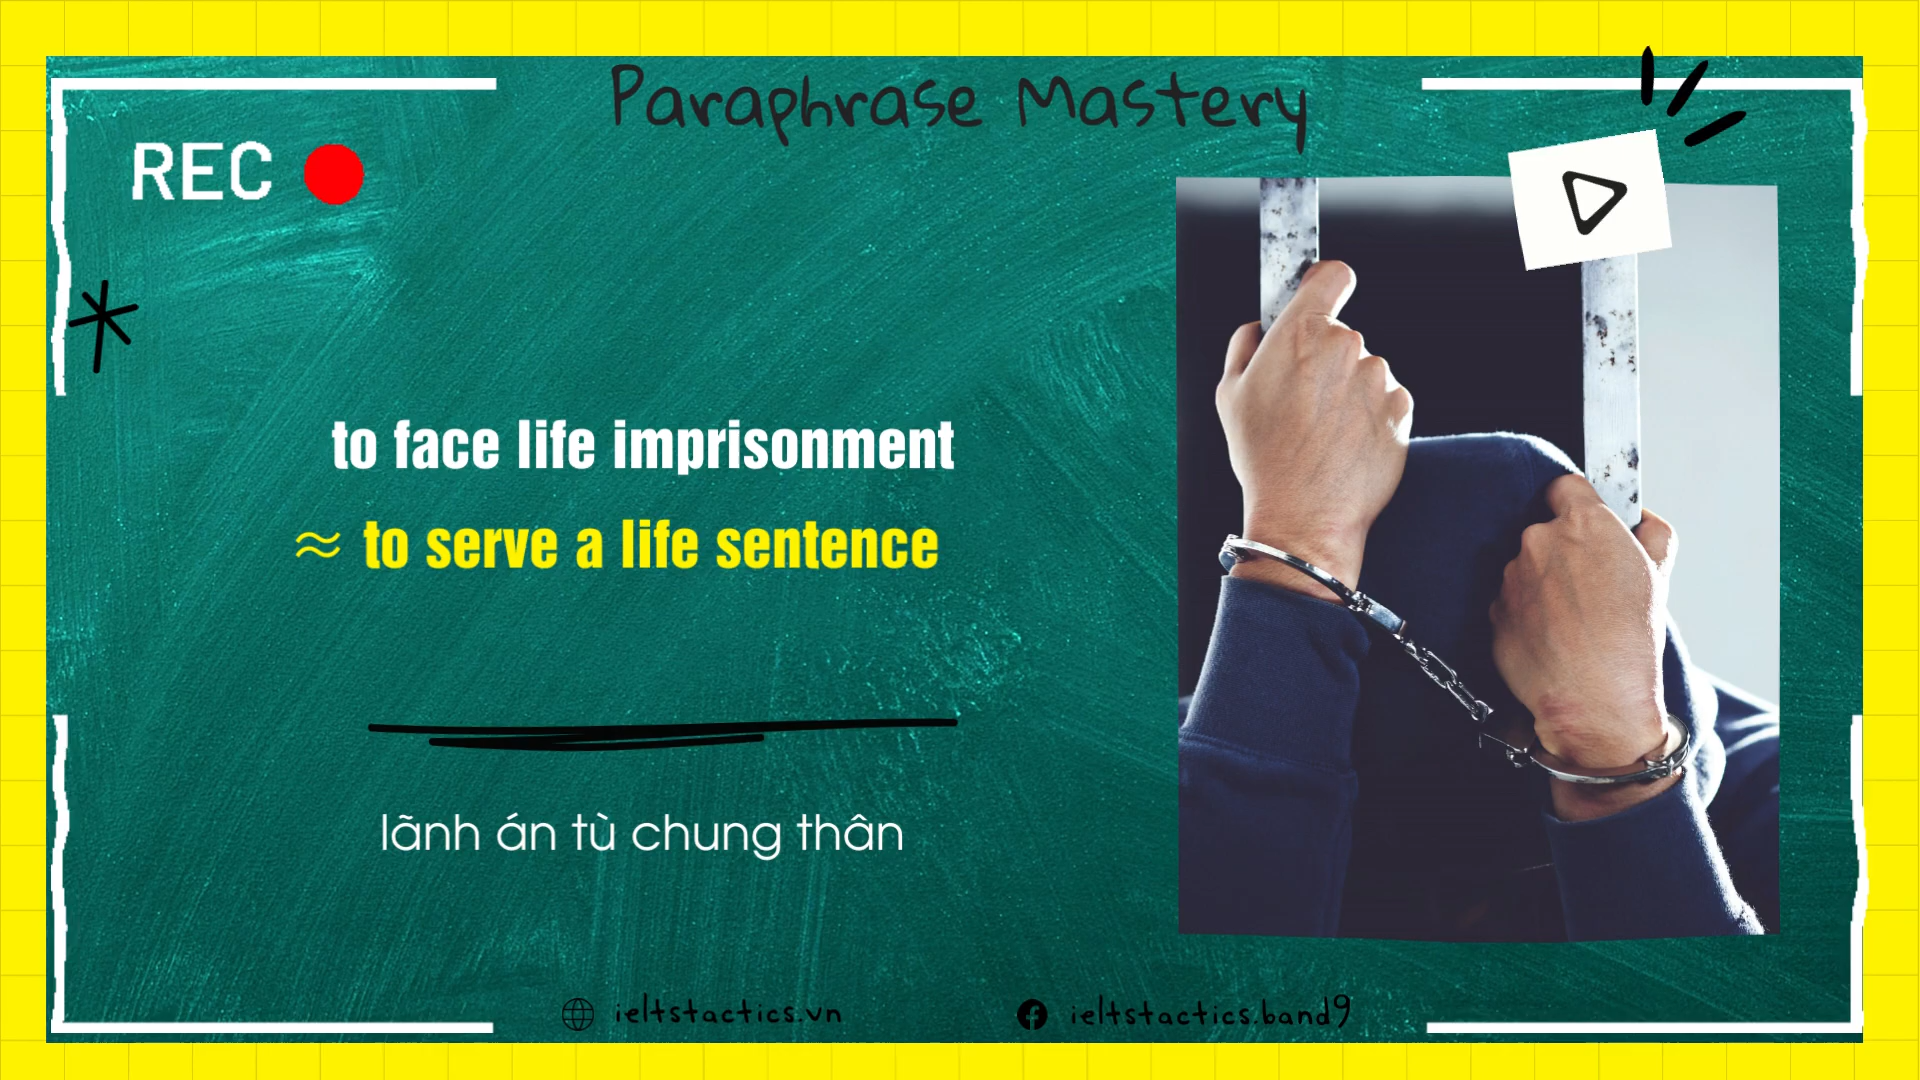 Paraphrase Mastery
REC
to face life imprisonment
≈ to serve a life sentence
lãnh án tù chung thân
ieltstactics.vn
ieltstactics.band9